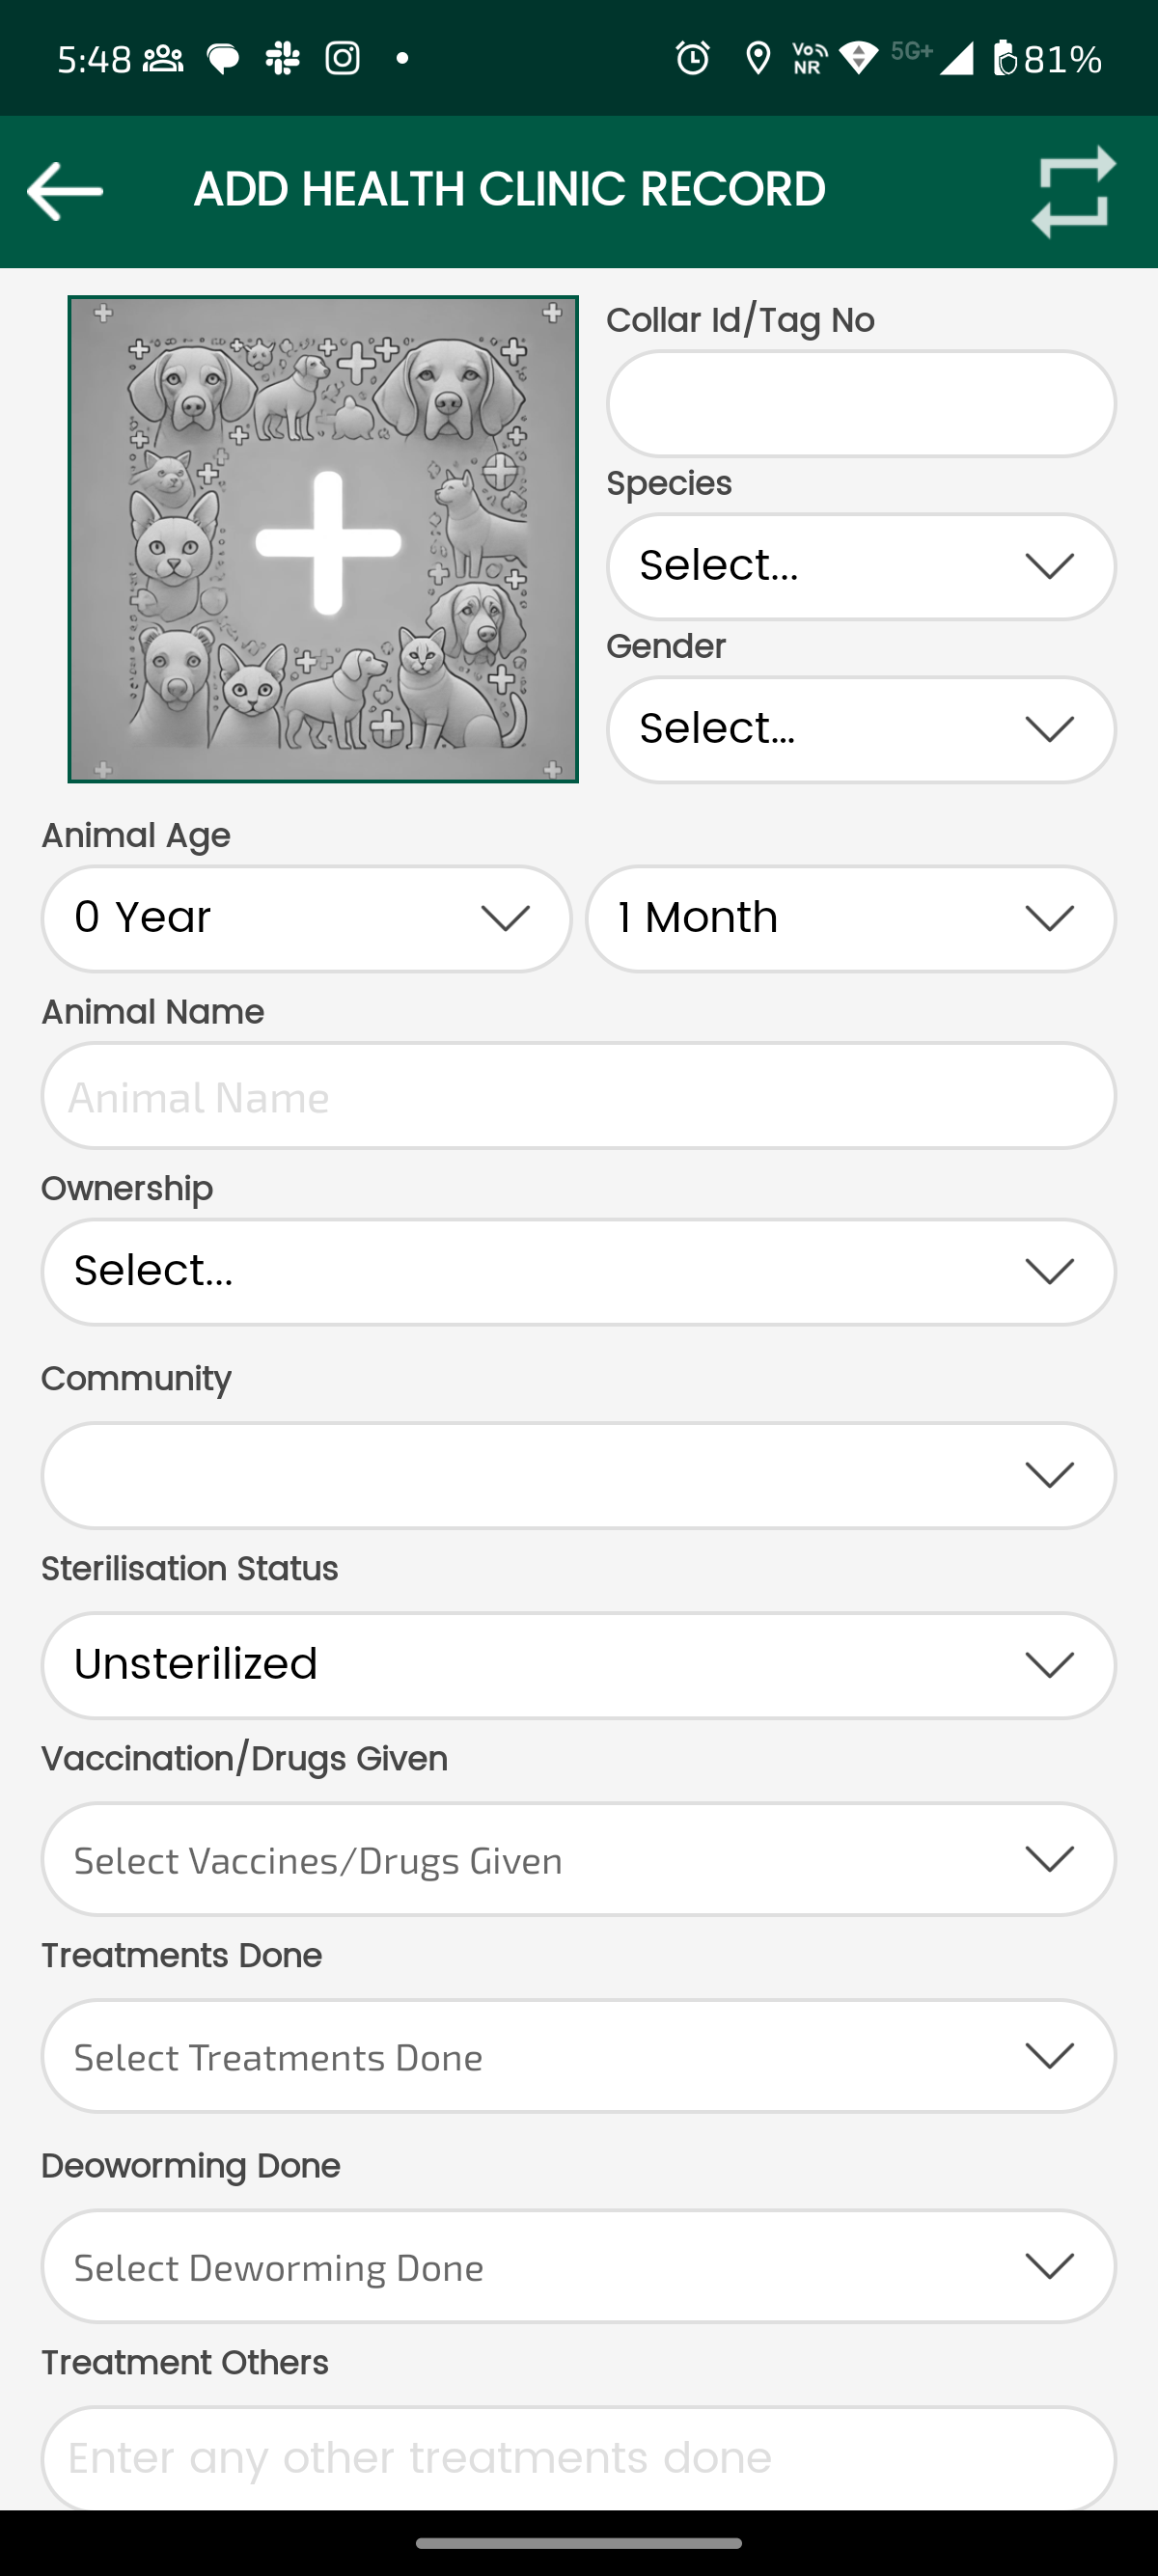 5:48
Vo
NR
5G+
81%
ADD HEALTH CLINIC RECORD
Collar Id/Tag No
Species
Select...
Gender
Select...
Animal Age
0 Year
1 Month
Animal Name
Animal Name
Ownership
Select...
Community
Sterilisation Status
Unsterilized
Vaccination/Drugs Given
Select Vaccines/Drugs Given
Treatments Done
Select Treatments Done
Deoworming Done
Select Deworming Done
Treatment Others
Enter any other treatments done